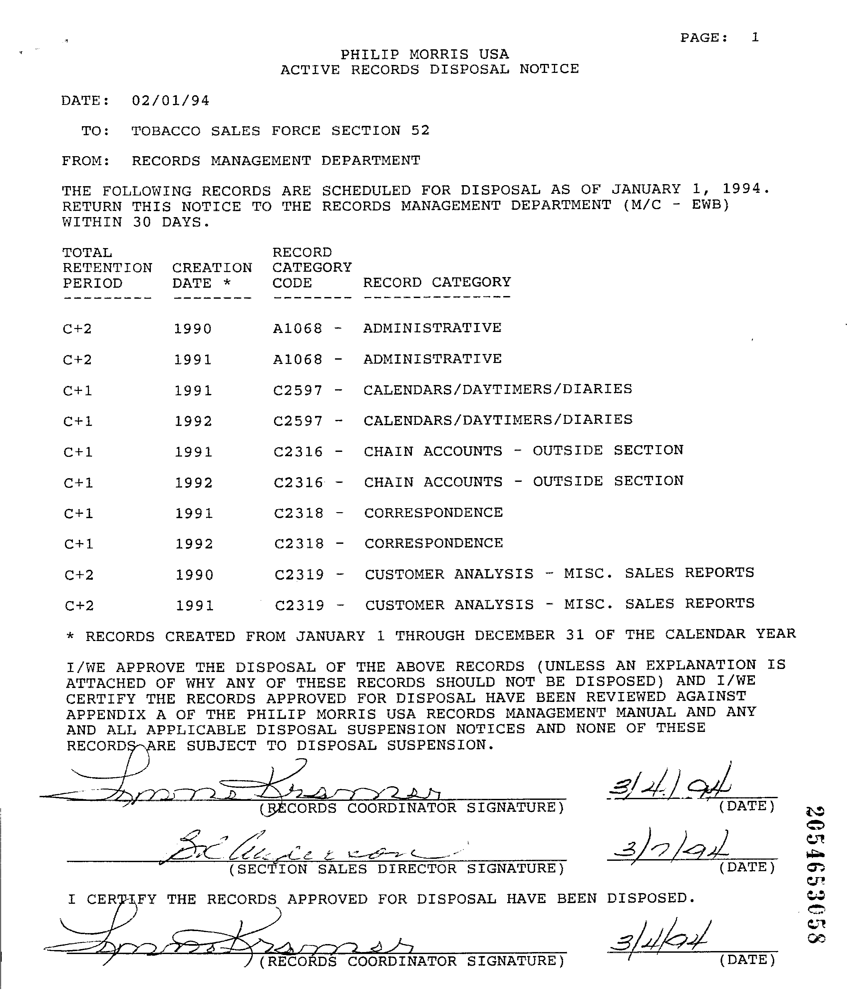 PAGE: 1
PHILIP MORRIS USA
ACTIVE RECORDS DISPOSAL NOTICE
DATE: 02/01/94
TO: TOBACCO SALES FORCE SECTION 52
FROM: RECORDS MANAGEMENT DEPARTMENT
THE FOLLOWING RECORDS ARE SCHEDULED FOR DISPOSAL AS OF JANUARY 1, 1994.
RETURN THIS NOTICE TO THE RECORDS MANAGEMENT DEPARTMENT (M/C - EWB)
WITHIN 30 DAYS.
TOTAL RECORD
RETENTION CREATION CATEGORY
PERIOD DATE * CODE RECORD CATEGORY
--------- -------- -------- ---------------
C+2 1990 A1068 - ADMINISTRATIVE
C+2 1991 A1068 - ADMINISTRATIVE
C+1 1991 C2597 - CALENDARS/DAYTIMERS/DIARIES
C+1 1992 C2597 - CALENDARS/DAYTIMERS/DIARIES
C+1 1991 C2316 - CHAIN ACCOUNTS - OUTSIDE SECTION
C+1 1992 C2316 - CHAIN ACCOUNTS - OUTSIDE SECTION
C+1 1991 C2318 - CORRESPONDENCE
C+1 1992 C2318 - CORRESPONDENCE
C+2 1990 C2319 - CUSTOMER ANALYSIS - MISC. SALES REPORTS
C+2 1991 C2319 - CUSTOMER ANALYSIS - MISC. SALES REPORTS
* RECORDS CREATED FROM JANUARY 1 THROUGH DECEMBER 31 OF THE CALENDAR YEAR
I/WE APPROVE THE DISPOSAL OF THE ABOVE RECORDS (UNLESS AN EXPLANATION IS
ATTACHED OF WHY ANY OF THESE RECORDS SHOULD NOT BE DISPOSED) AND I/WE
CERTIFY THE RECORDS APPROVED FOR DISPOSAL HAVE BEEN REVIEWED AGAINST
APPENDIX A OF THE PHILIP MORRIS USA RECORDS MANAGEMENT MANUAL AND ANY
AND ALL APPLICABLE DISPOSAL SUSPENSION NOTICES AND NONE OF THESE
RECORDS ARE SUBJECT TO DISPOSAL SUSPENSION.
Kramer 3/4/94
(RECORDS COORDINATOR SIGNATURE) (DATE)
3/7/94
(SECTION SALES DIRECTOR SIGNATURE) (DATE)
I CERTIFY THE RECORDS APPROVED FOR DISPOSAL HAVE BEEN DISPOSED.
Kramer 3/4/94
(RECORDS COORDINATOR SIGNATURE) (DATE)
2054653058